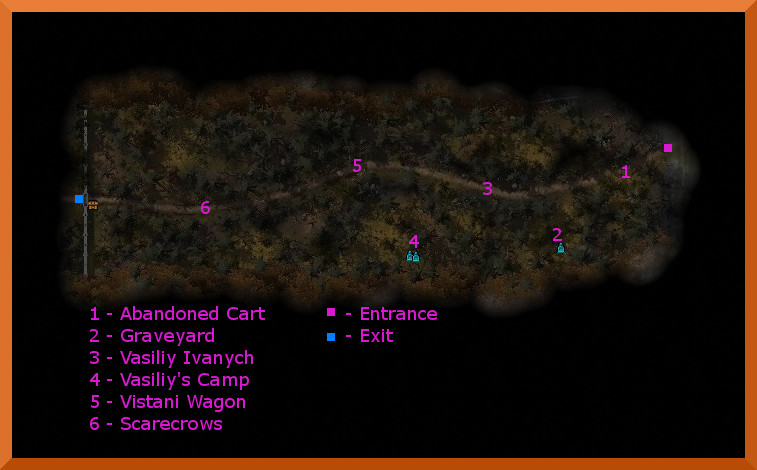 1
5
3
6
4
2
1 - Abandoned Cart
2 - Graveyard
3 - Vasiliy Ivanych
4 - Vasiliy's Camp
5 - Vistani Wagon
6 - Scarecrows
- Entrance
- Exit